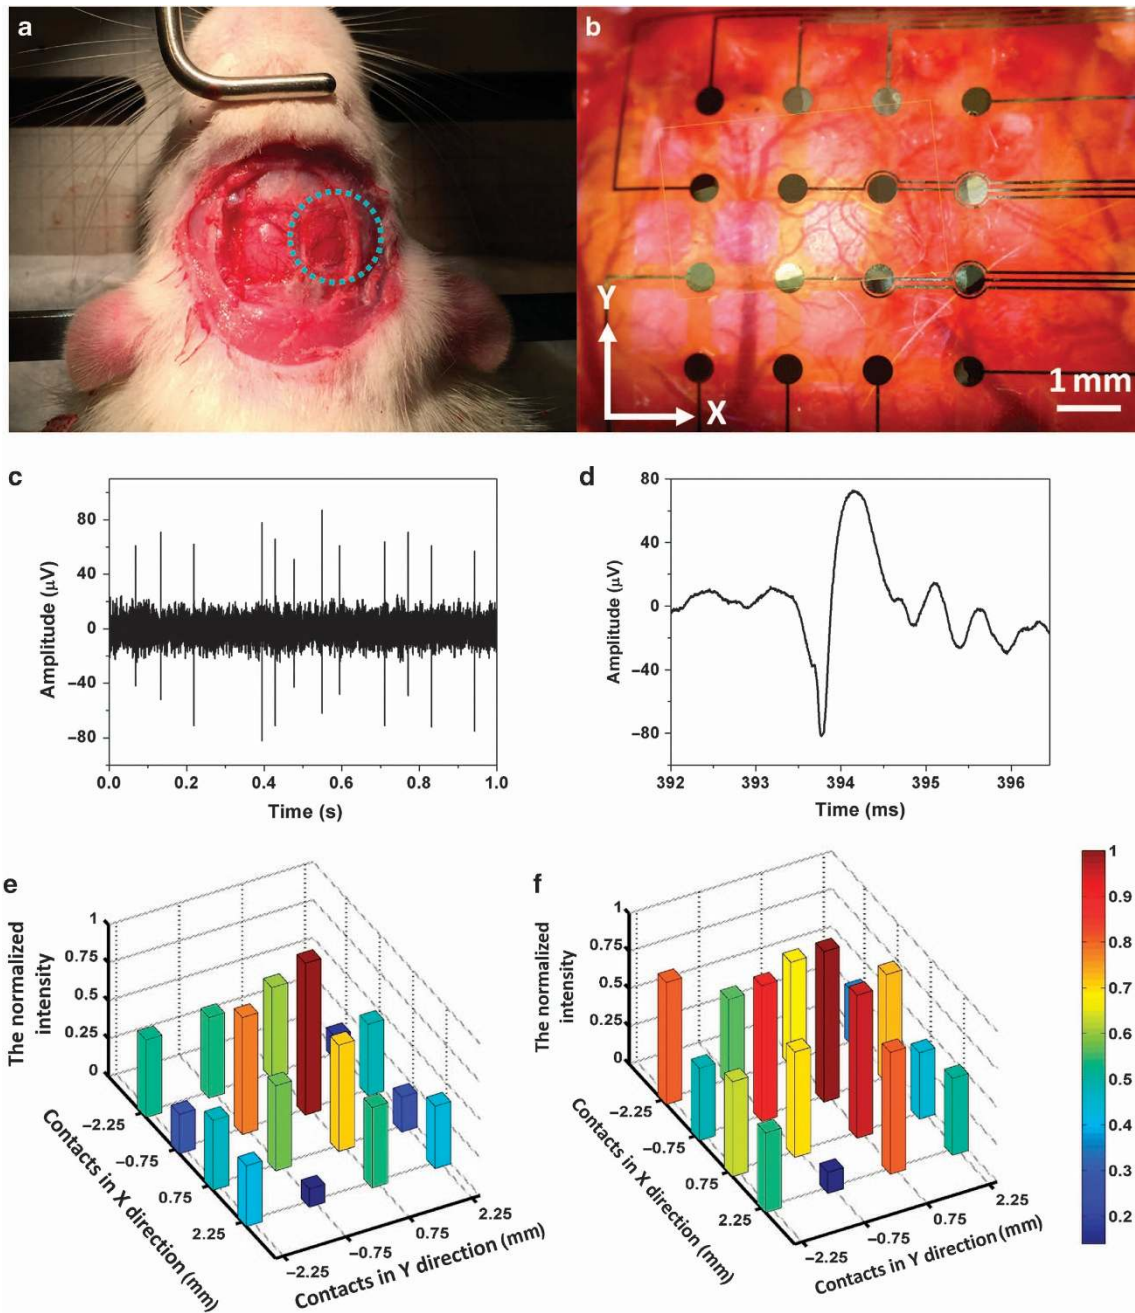 a
b
Y
X
1 mm
c
80
40
0
−40
−80
Amplitude (μV)
0.0 0.2 0.4 0.6 0.8 1.0
Time (s)
d
80
40
0
−40
−80
Amplitude (μV)
392 393 394 395 396
Time (ms)
e
The normalized
intensity
1
0.75
0.5
0.25
0
−2.25
−0.75
0.75
2.25
Contacts in X direction (mm)
−2.25
−0.75
0.75
2.25
Contacts in Y direction (mm)
f
The normalized
intensity
1
0.75
0.5
0.25
0
−2.25
−0.75
0.75
2.25
Contacts in X direction (mm)
−2.25
−0.75
0.75
2.25
Contacts in Y direction (mm)
1
0.9
0.8
0.7
0.6
0.5
0.4
0.3
0.2